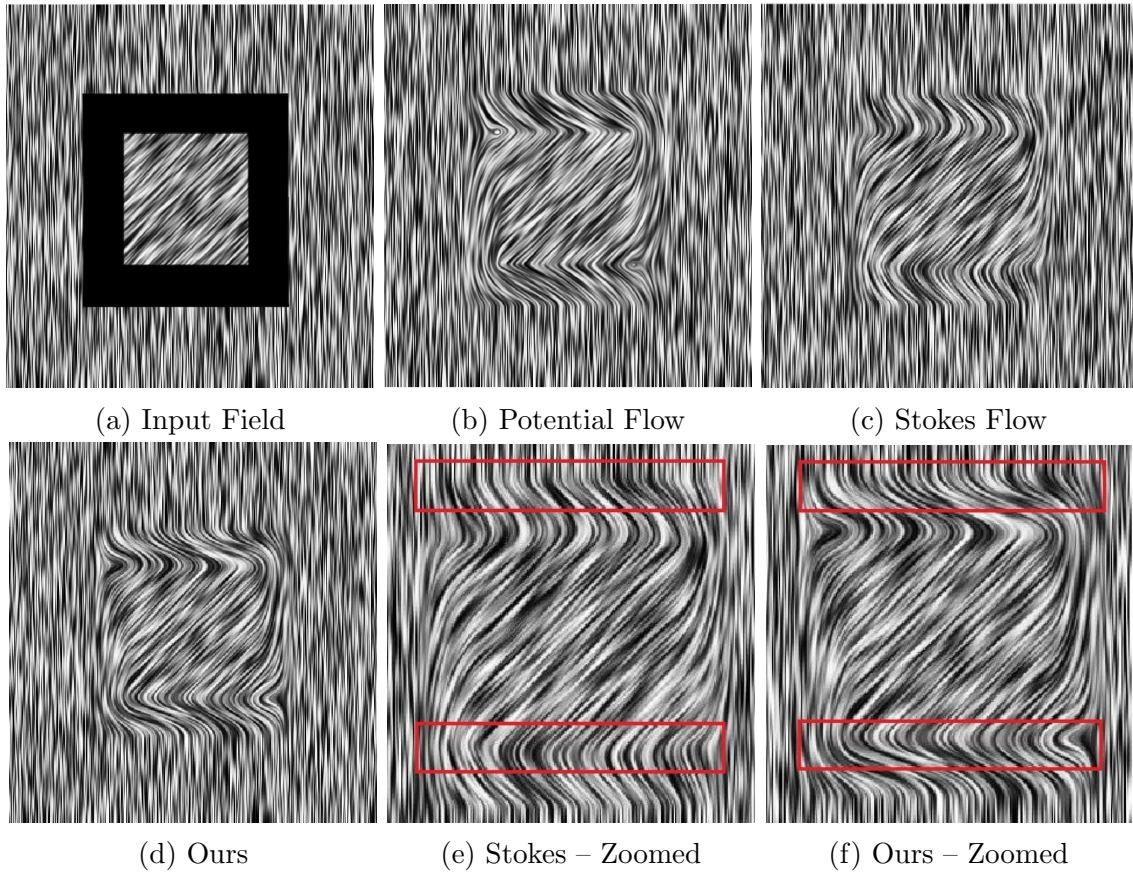 (a) Input Field
(b) Potential Flow
(c) Stokes Flow
(d) Ours
(e) Stokes – Zoomed
(f) Ours – Zoomed